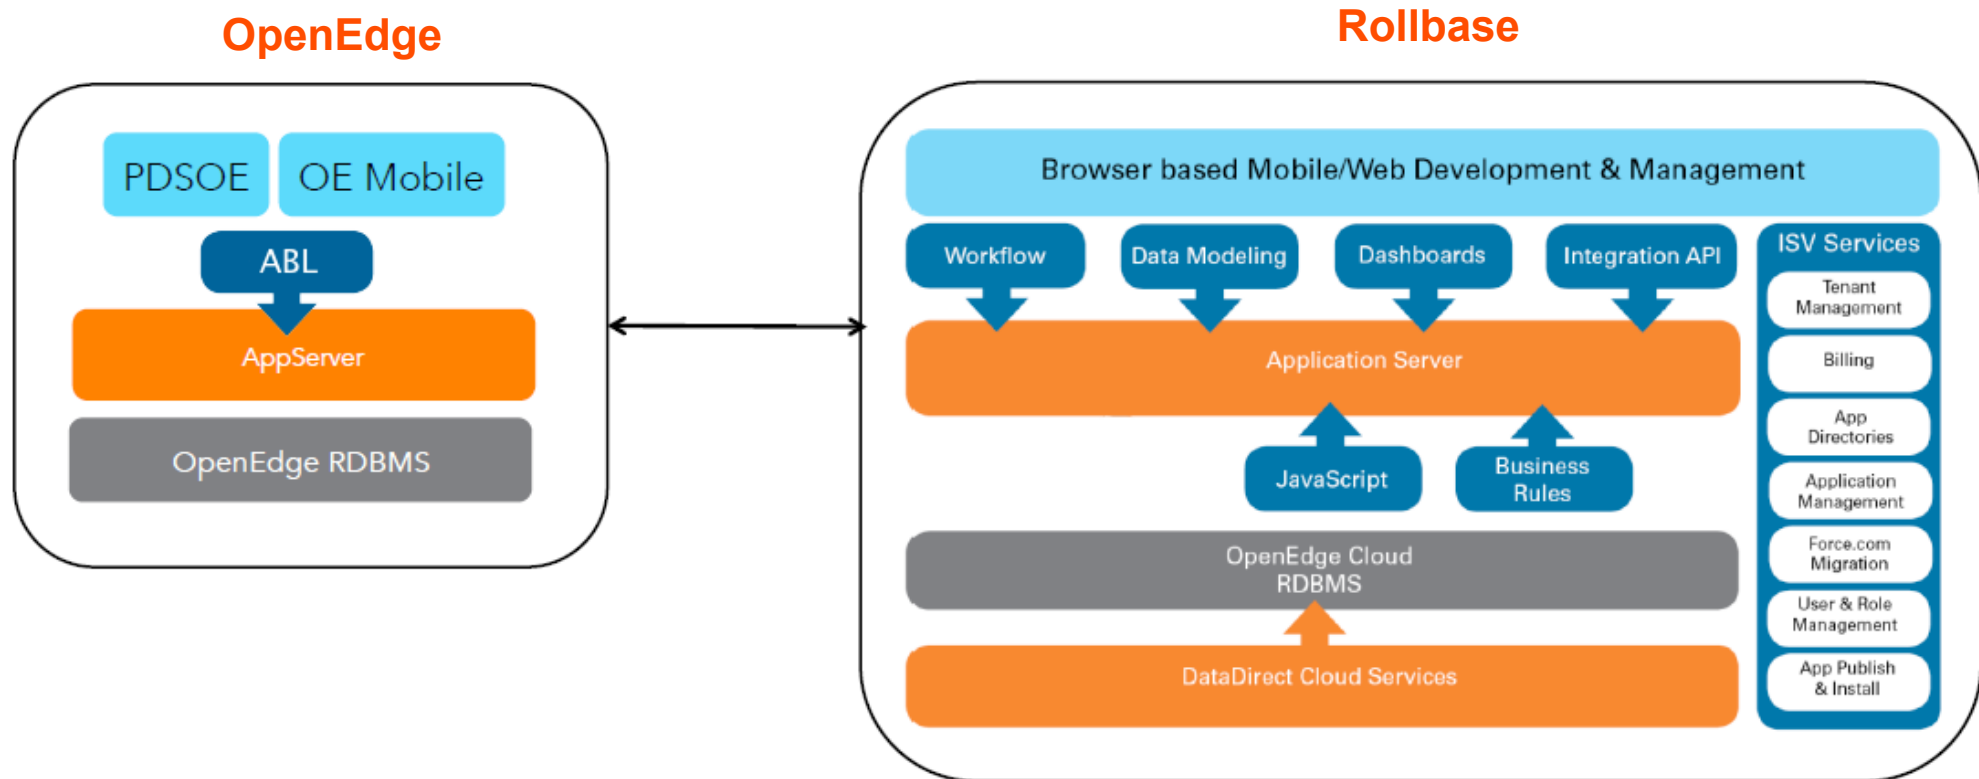 OpenEdge
PDSOE
OE Mobile
ABL
AppServer
OpenEdge RDBMS
Rollbase
Browser based Mobile/Web Development & Management
Workflow
Data Modeling
Dashboards
Integration API
Application Server
JavaScript
Business
Rules
OpenEdge Cloud
RDBMS
DataDirect Cloud Services
ISV Services
Tenant
Management
Billing
App
Directories
Application
Management
Force.com
Migration
User & Role
Management
App Publish
& Install